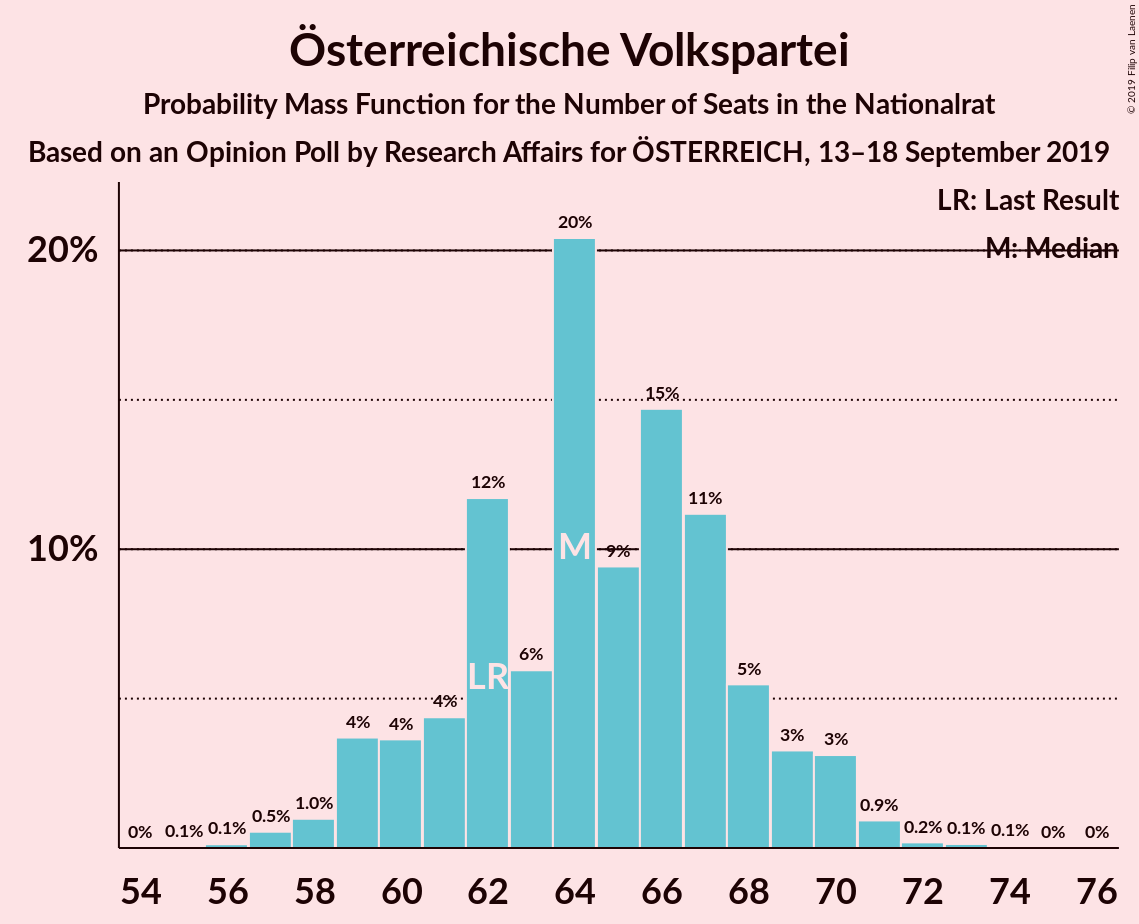 Österreichische Volkspartei
Probability Mass Function for the Number of Seats in the Nationalrat
Based on an Opinion Poll by Research Affairs for ÖSTERREICH, 13–18 September 2019
© 2019 Filip van Laenen
LR: Last Result
M: Median
20%
10%
0%
0.1%
0.1%
0.5%
1.0%
4%
4%
4%
12%
6%
20%
9%
15%
11%
5%
3%
3%
0.9%
0.2%
0.1%
0.1%
0%
0%
LR
M
54 56 58 60 62 64 66 68 70 72 74 76